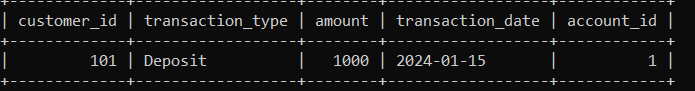 | customer_id | transaction_type | amount | transaction_date | account_id |
| 101 | Deposit | 1000 | 2024-01-15 | 1 |